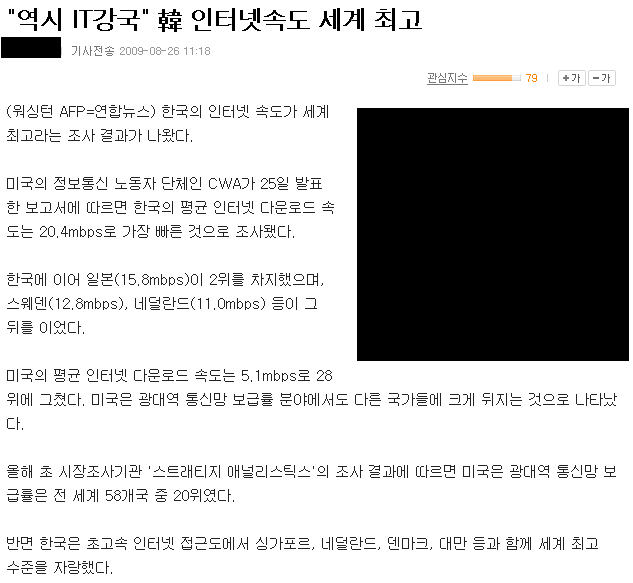 "역시 IT강국" 韓 인터넷속도 세계 최고
기사전송 2009-08-26 11:18
관심지수 79 +가 -가
(워싱턴 AFP=연합뉴스) 한국의 인터넷 속도가 세계
최고라는 조사 결과가 나왔다.
미국의 정보통신 노동자 단체인 CWA가 25일 발표
한 보고서에 따르면 한국의 평균 인터넷 다운로드 속
도는 20.4mbps로 가장 빠른 것으로 조사됐다.
한국에 이어 일본(15.8mbps)이 2위를 차지했으며,
스웨덴(12.8mbps), 네덜란드(11.0mbps) 등이 그
뒤를 이었다.
미국의 평균 인터넷 다운로드 속도는 5.1mbps로 28
위에 그쳤다. 미국은 광대역 통신망 보급률 분야에서도 다른 국가들에 크게 뒤지는 것으로 나타났
다.
올해 초 시장조사기관 '스트래티지 애널리스틱스'의 조사 결과에 따르면 미국은 광대역 통신망 보
급률은 전 세계 58개국 중 20위였다.
반면 한국은 초고속 인터넷 접근도에서 싱가포르, 네덜란드, 덴마크, 대만 등과 함께 세계 최고
수준을 자랑했다.